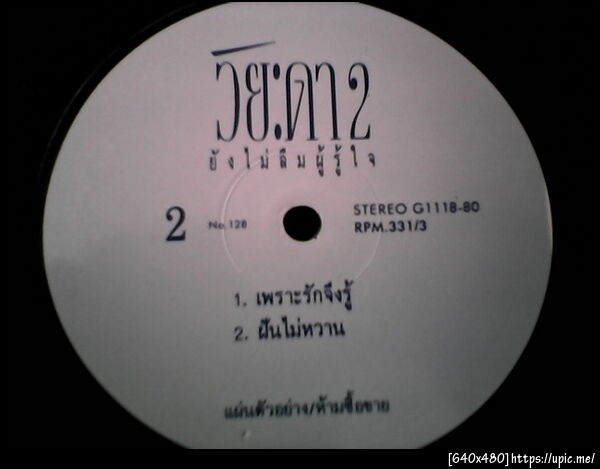 วิยะดา 2
ยังไม่ลืมผู้รู้ใจ
2 No. 128 STEREO G1118-80
RPM.331/3
1. เพราะรักจึงรู้
2. ฝันไม่หวาน
แผ่นตัวอย่าง/ห้ามซื้อขาย
[640x480]https://upic.me/